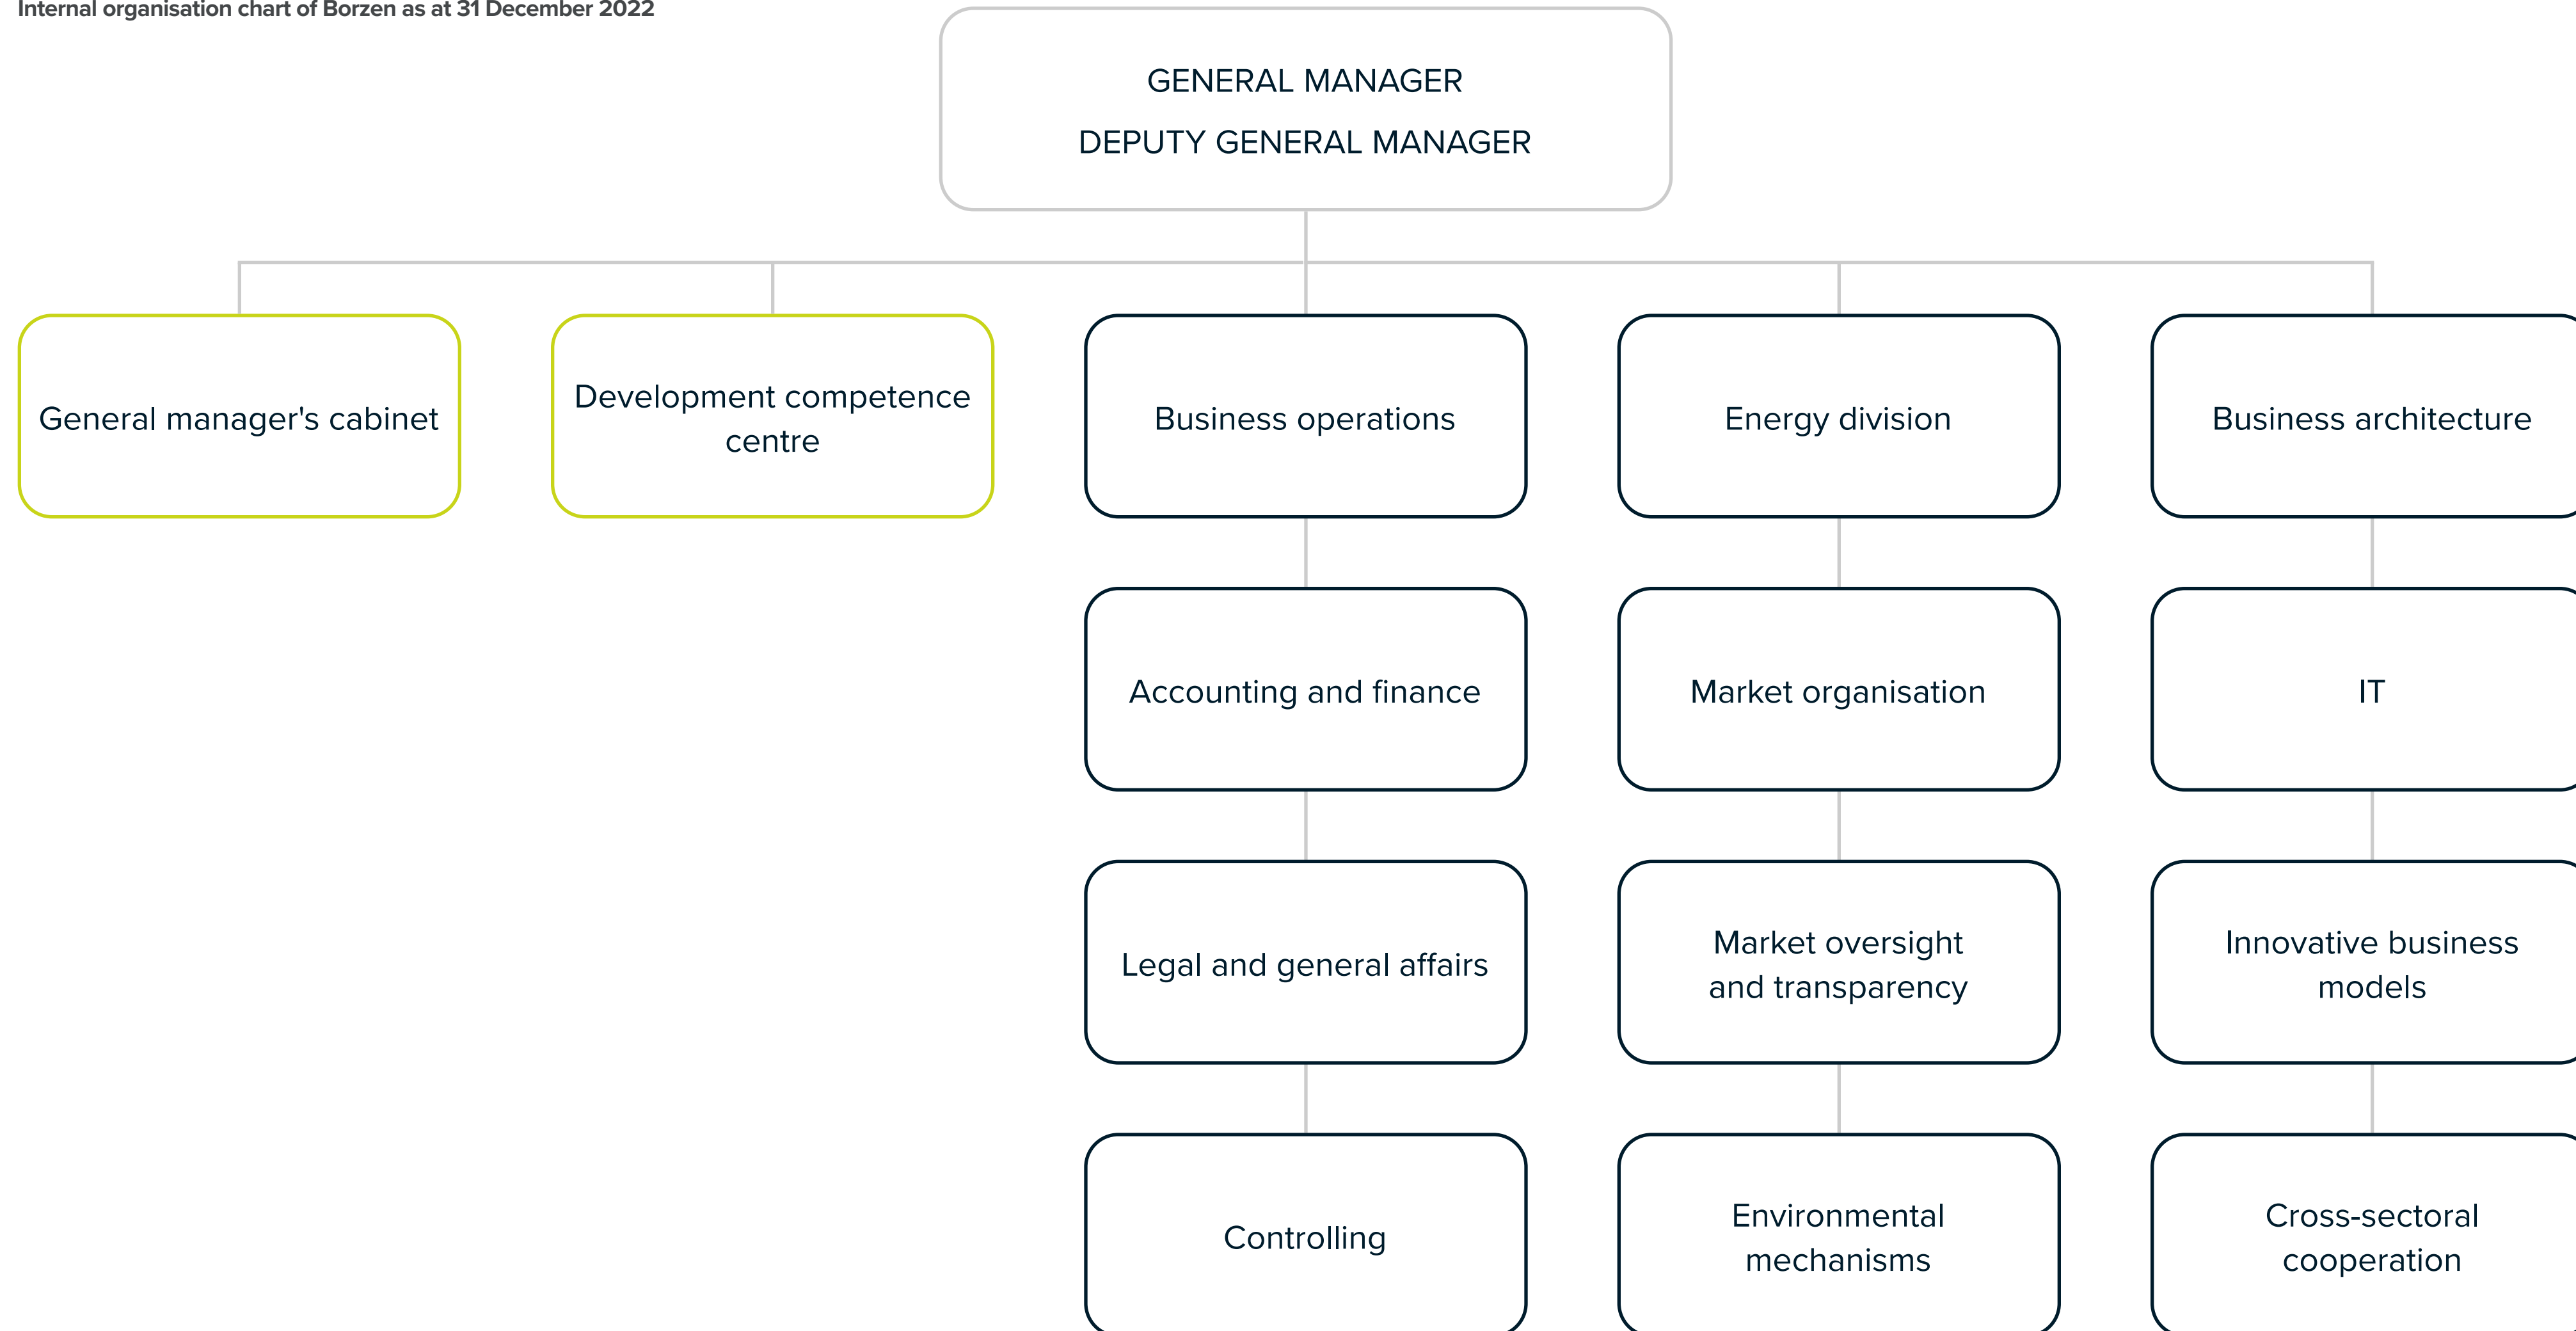 Internal organisation chart of Borzen as at 31 December 2022
GENERAL MANAGER
DEPUTY GENERAL MANAGER
General manager's cabinet
Development competence
centre
Business operations
Energy division
Business architecture
Accounting and finance
Market organisation
IT
Legal and general affairs
Market oversight
and transparency
Innovative business
models
Controlling
Environmental
mechanisms
Cross-sectoral
cooperation